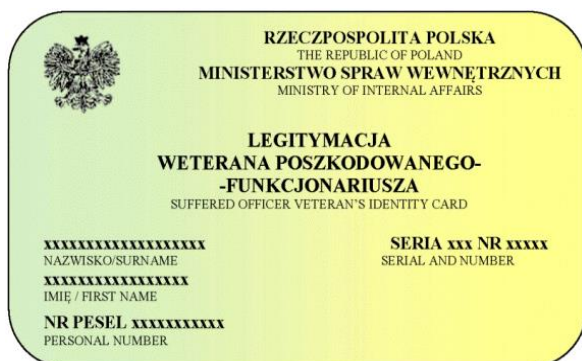 RZECZPOSPOLITA POLSKA
THE REPUBLIC OF POLAND
MINISTERSTWO SPRAW WEWNĘTRZNYCH
MINISTRY OF INTERNAL AFFAIRS
LEGITYMACJA
WETERANA POSZKODOWANEGO-
-FUNKCJONARIUSZA
SUFFERED OFFICER VETERAN'S IDENTITY CARD
xxxxxxxxxxxxxxxxxxx
NAZWISKO/SURNAME
xxxxxxxxxxxxxxxxx
IMIĘ / FIRST NAME
NR PESEL xxxxxxxxxxx
PERSONAL NUMBER
SERIA xxx NR xxxxx
SERIAL AND NUMBER